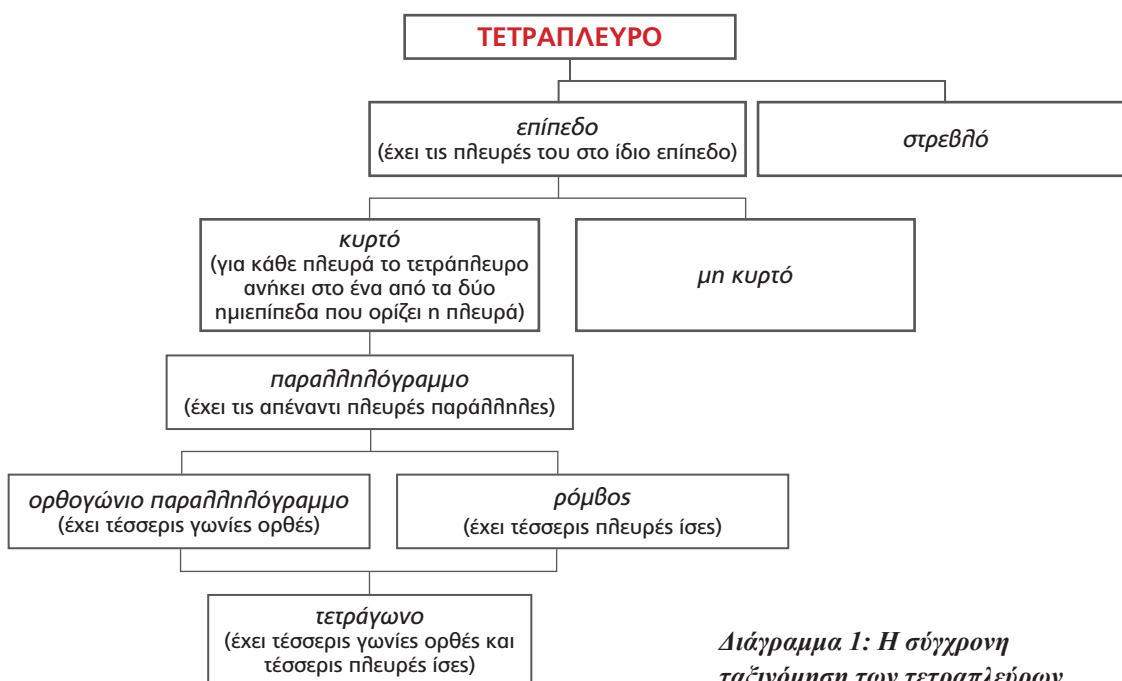 ΤΕΤΡΑΠΛΕΥΡΟ
επίπεδο
(έχει τις πλευρές του στο ίδιο επίπεδο)
στρεβλό
κυρτό
(για κάθε πλευρά το τετράπλευρο
ανήκει στο ένα από τα δύο
ημιεπίπεδα που ορίζει η πλευρά)
μη κυρτό
παραλληλόγραμμο
(έχει τις απέναντι πλευρές παράλληλες)
ορθογώνιο παραλληλόγραμμο
(έχει τέσσερις γωνίες ορθές)
ρόμβος
(έχει τέσσερις πλευρές ίσες)
τετράγωνο
(έχει τέσσερις γωνίες ορθές και
τέσσερις πλευρές ίσες)
Διάγραμμα 1: Η σύγχρονη
ταξινόμηση των τετραπλεύρων